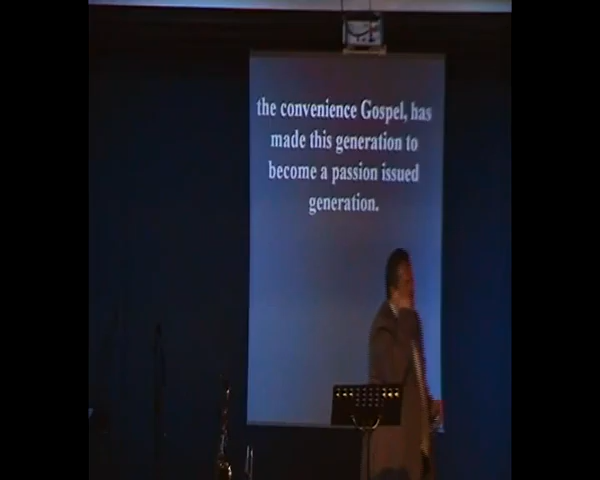 the convenience Gospel, has
made this generation to
become a passion issued
generation.